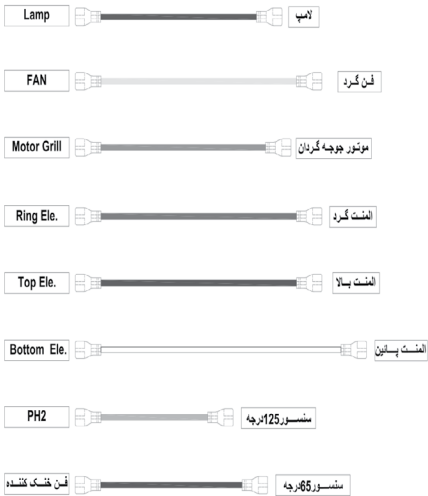 Lamp لامپ
FAN فن گرد
Motor Grill موتور جوجه گردان
Ring Ele. المنت گرد
Top Ele. المنت بالا
Bottom Ele. المنت پائین
PH2 سنسور125درجه
فن خنک کننده سنسور65درجه